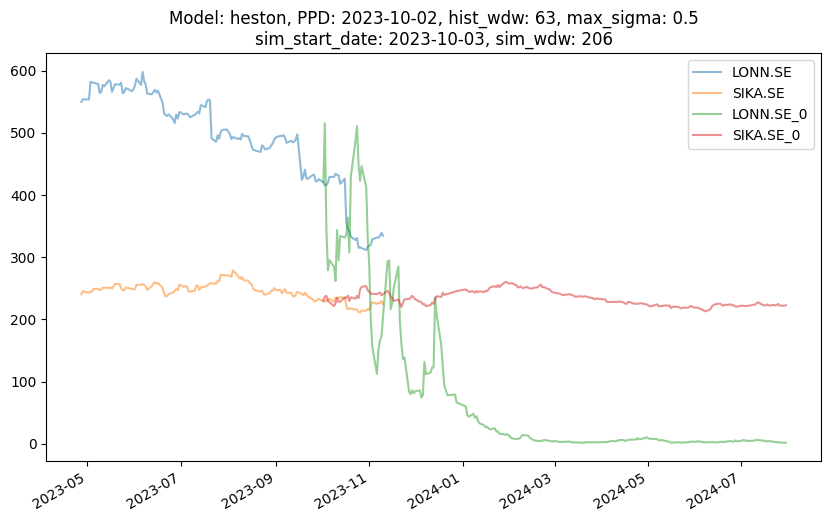 Model: heston, PPD: 2023-10-02, hist_wdw: 63, max_sigma: 0.5
sim_start_date: 2023-10-03, sim_wdw: 206
LONN.SE
SIKA.SE
LONN.SE_0
SIKA.SE_0
600
500
400
300
200
100
0
2023-05
2023-07
2023-09
2023-11
2024-01
2024-03
2024-05
2024-07